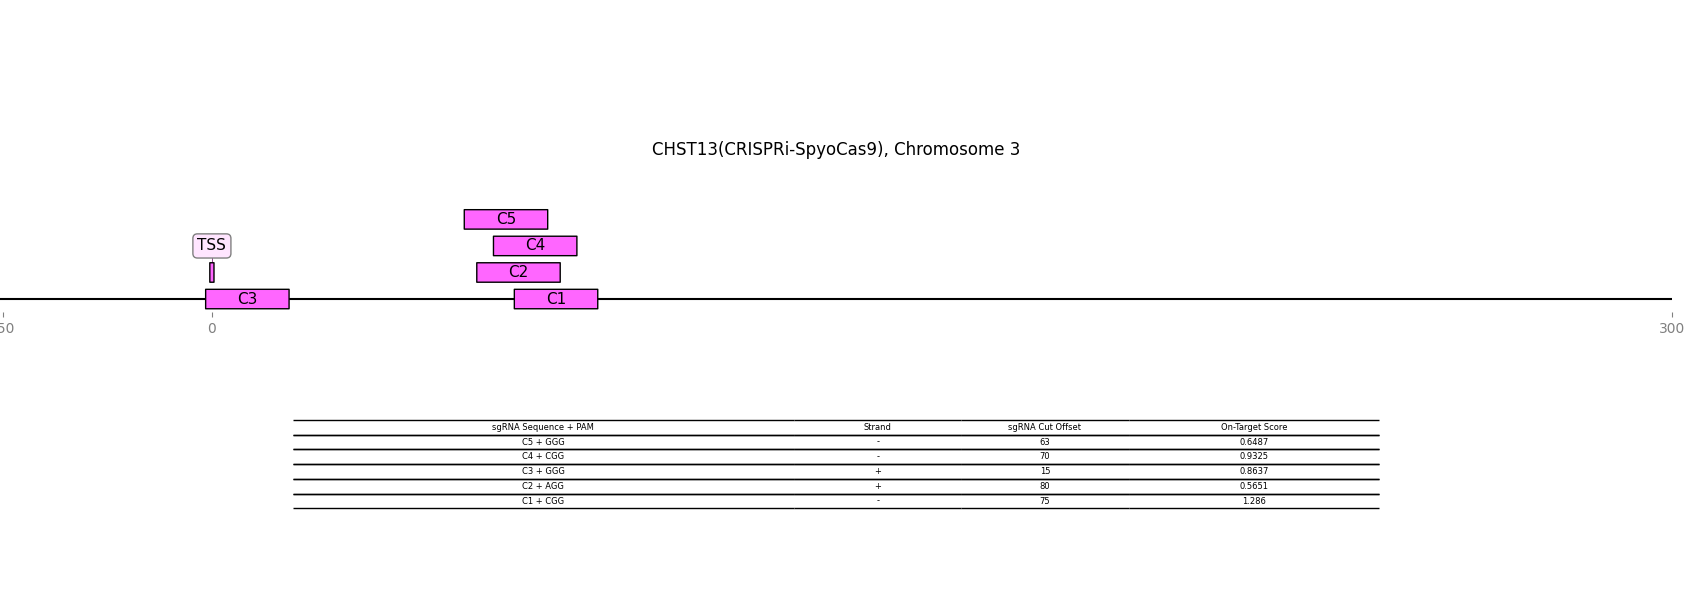 CHST13(CRISPRi-SpyoCas9), Chromosome 3
C5
TSS
C4
C2
C3
C1
50 0 300
sgRNA Sequence + PAM Strand sgRNA Cut Offset On-Target Score
C5 + GGG - 63 0.6487
C4 + CGG - 70 0.9325
C3 + GGG + 15 0.8637
C2 + AGG + 80 0.5651
C1 + CGG - 75 1.286